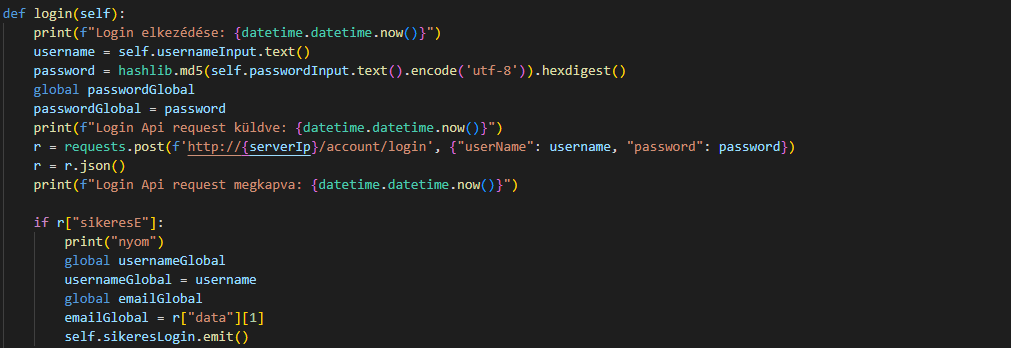 def login(self):
    print(f"Login elkezédése: {datetime.datetime.now()}")
    username = self.usernameInput.text()
    password = hashlib.md5(self.passwordInput.text().encode('utf-8')).hexdigest()
    global passwordGlobal
    passwordGlobal = password
    print(f"Login Api request küldve: {datetime.datetime.now()}")
    r = requests.post(f'http://{serverIp}/account/login', {"userName": username, "password": password})
    r = r.json()
    print(f"Login Api request megkapva: {datetime.datetime.now()}")

    if r["sikeresE"]:
        print("nyom")
        global usernameGlobal
        usernameGlobal = username
        global emailGlobal
        emailGlobal = r["data"][1]
        self.sikeresLogin.emit()